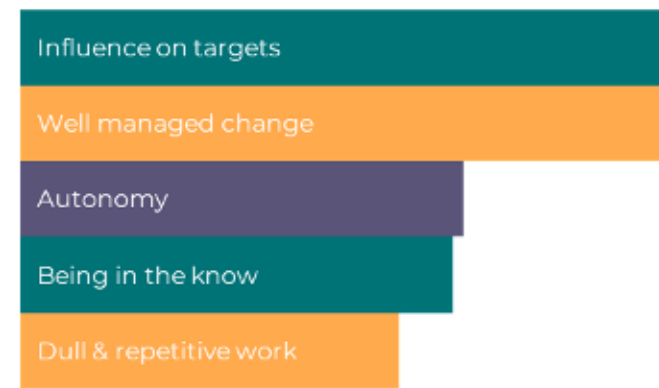 Influence on targets
Well managed change
Autonomy
Being in the know
Dull & repetitive work